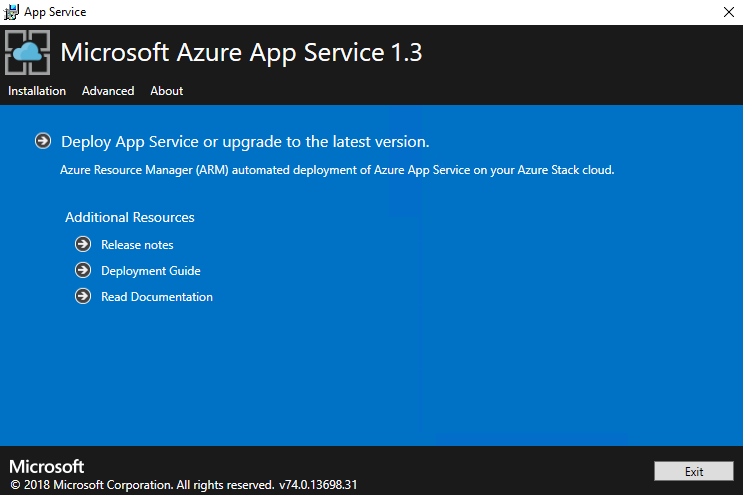 App Service
Microsoft Azure App Service 1.3
Installation Advanced About
Deploy App Service or upgrade to the latest version.
Azure Resource Manager (ARM) automated deployment of Azure App Service on your Azure Stack cloud.
Additional Resources
Release notes
Deployment Guide
Read Documentation
Microsoft
© 2018 Microsoft Corporation. All rights reserved. v74.0.13698.31
Exit